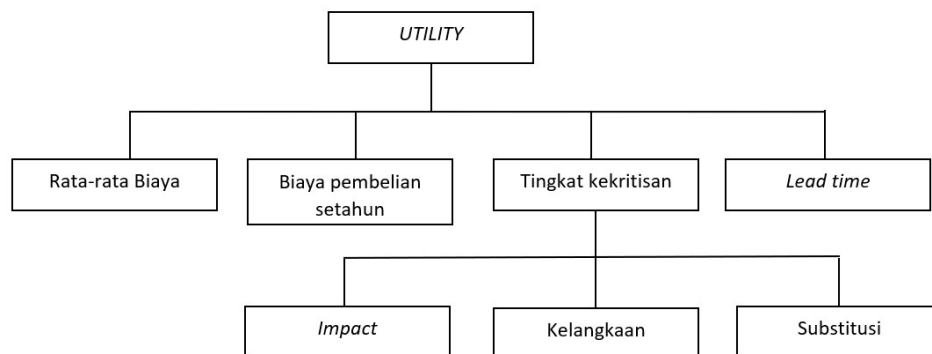 UTILITY
Rata-rata Biaya
Biaya pembelian
setahun
Tingkat kekritisan
Lead time
Impact
Kelangkaan
Substitusi